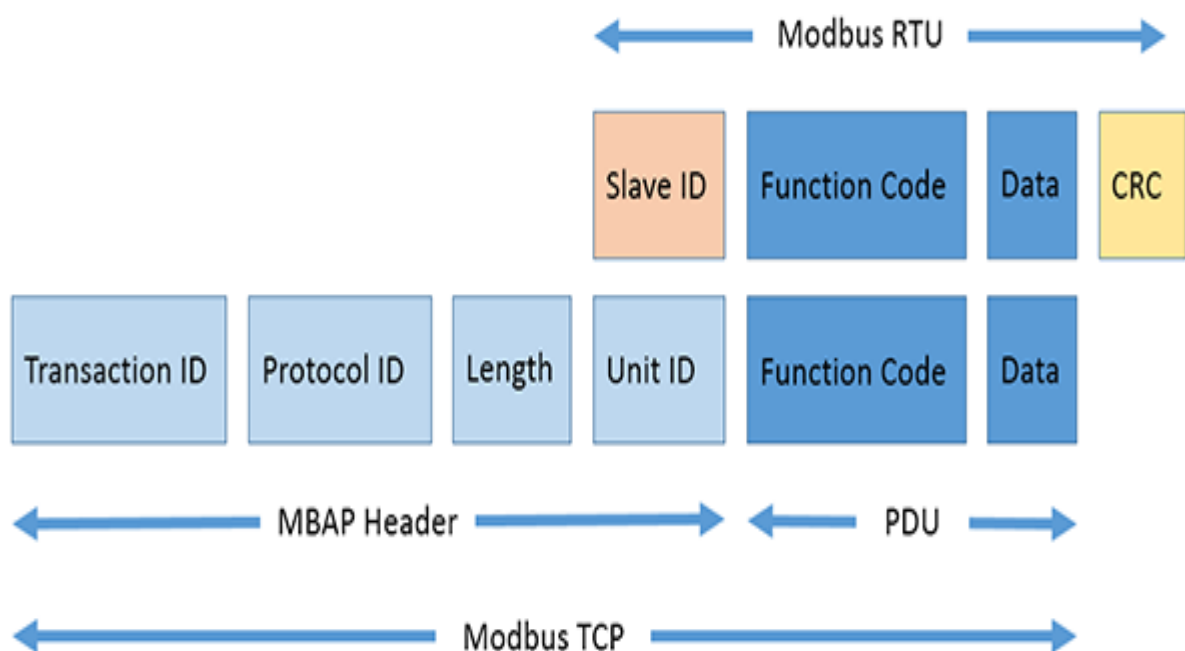 Modbus RTU
Slave ID Function Code Data CRC
Transaction ID Protocol ID Length Unit ID Function Code Data
MBAP Header PDU
Modbus TCP